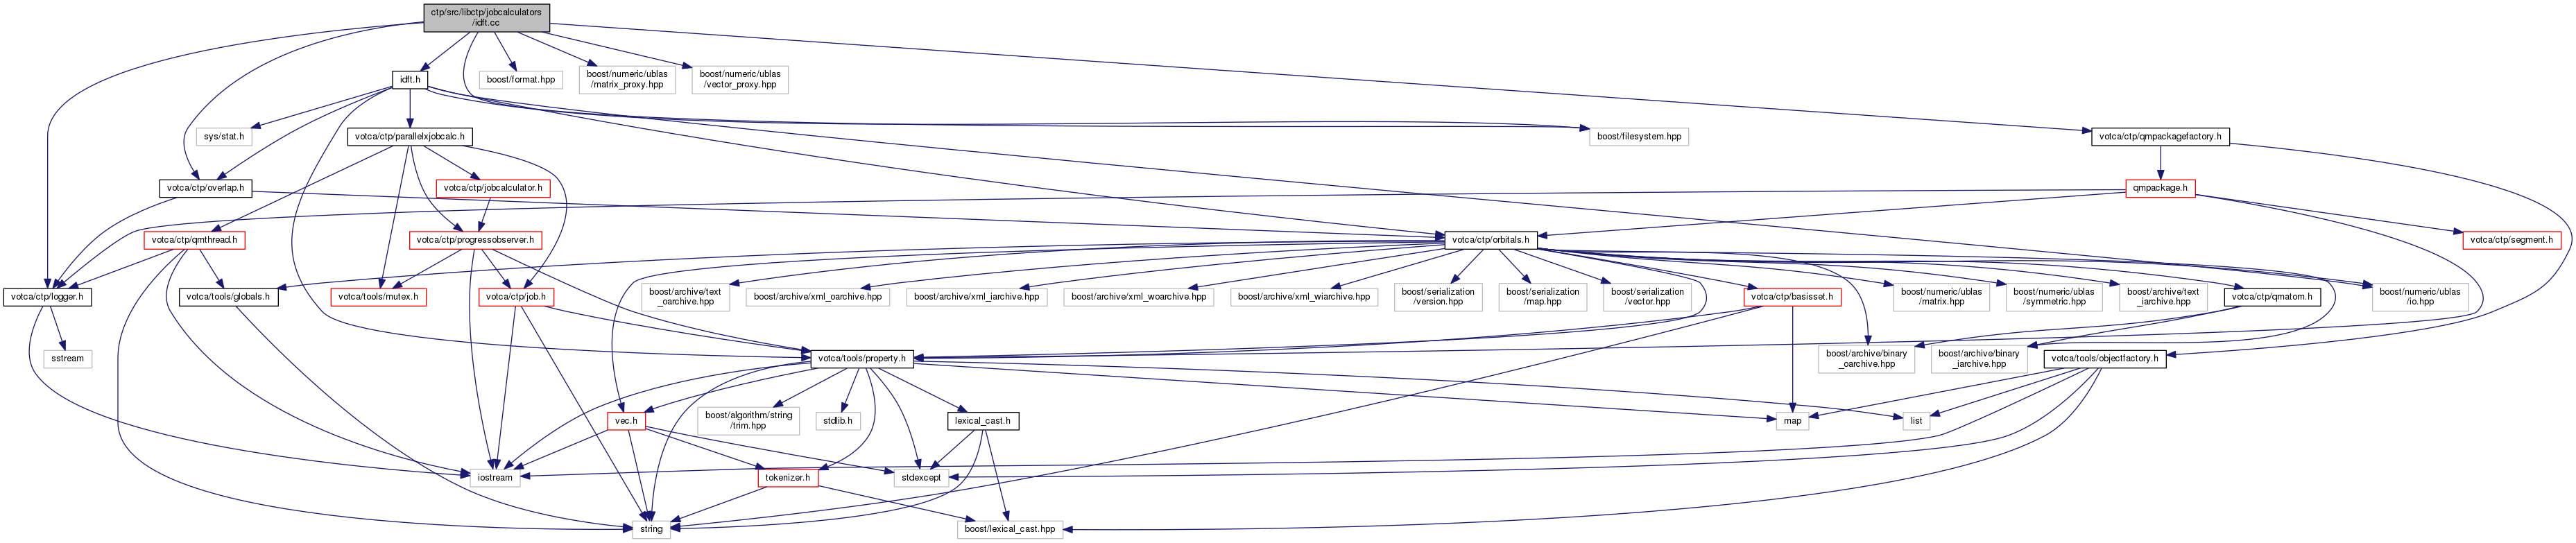 ctp/src/libctp/jobcalculators
/idft.cc
idft.h
boost/format.hpp
boost/numeric/ublas
/matrix_proxy.hpp
boost/numeric/ublas
/vector_proxy.hpp
sys/stat.h
votca/ctp/parallelxjobcalc.h
boost/filesystem.hpp
votca/ctp/qmpackagefactory.h
votca/ctp/overlap.h
votca/ctp/jobcalculator.h
qmpackage.h
votca/ctp/qmthread.h
votca/ctp/progressobserver.h
votca/ctp/orbitals.h
votca/ctp/segment.h
votca/ctp/logger.h
votca/tools/globals.h
votca/tools/mutex.h
votca/ctp/job.h
boost/archive/text
_oarchive.hpp
boost/archive/xml_oarchive.hpp
boost/archive/xml_iarchive.hpp
boost/archive/xml_woarchive.hpp
boost/archive/xml_wiarchive.hpp
boost/serialization
/version.hpp
boost/serialization
/map.hpp
boost/serialization
/vector.hpp
votca/ctp/basisset.h
boost/numeric/ublas
/matrix.hpp
boost/numeric/ublas
/symmetric.hpp
boost/archive/text
_iarchive.hpp
votca/ctp/qmatom.h
boost/numeric/ublas
/io.hpp
sstream
votca/tools/property.h
boost/archive/binary
_oarchive.hpp
boost/archive/binary
_iarchive.hpp
votca/tools/objectfactory.h
vec.h
boost/algorithm/string
/trim.hpp
stdlib.h
lexical_cast.h
map
list
iostream
tokenizer.h
stdexcept
string
boost/lexical_cast.hpp